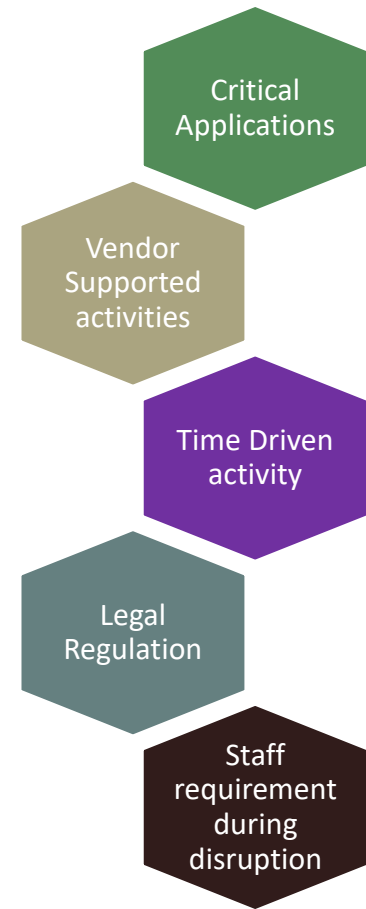 Critical
Applications
Vendor
Supported
activities
Time Driven
activity
Legal
Regulation
Staff
requirement
during
disruption